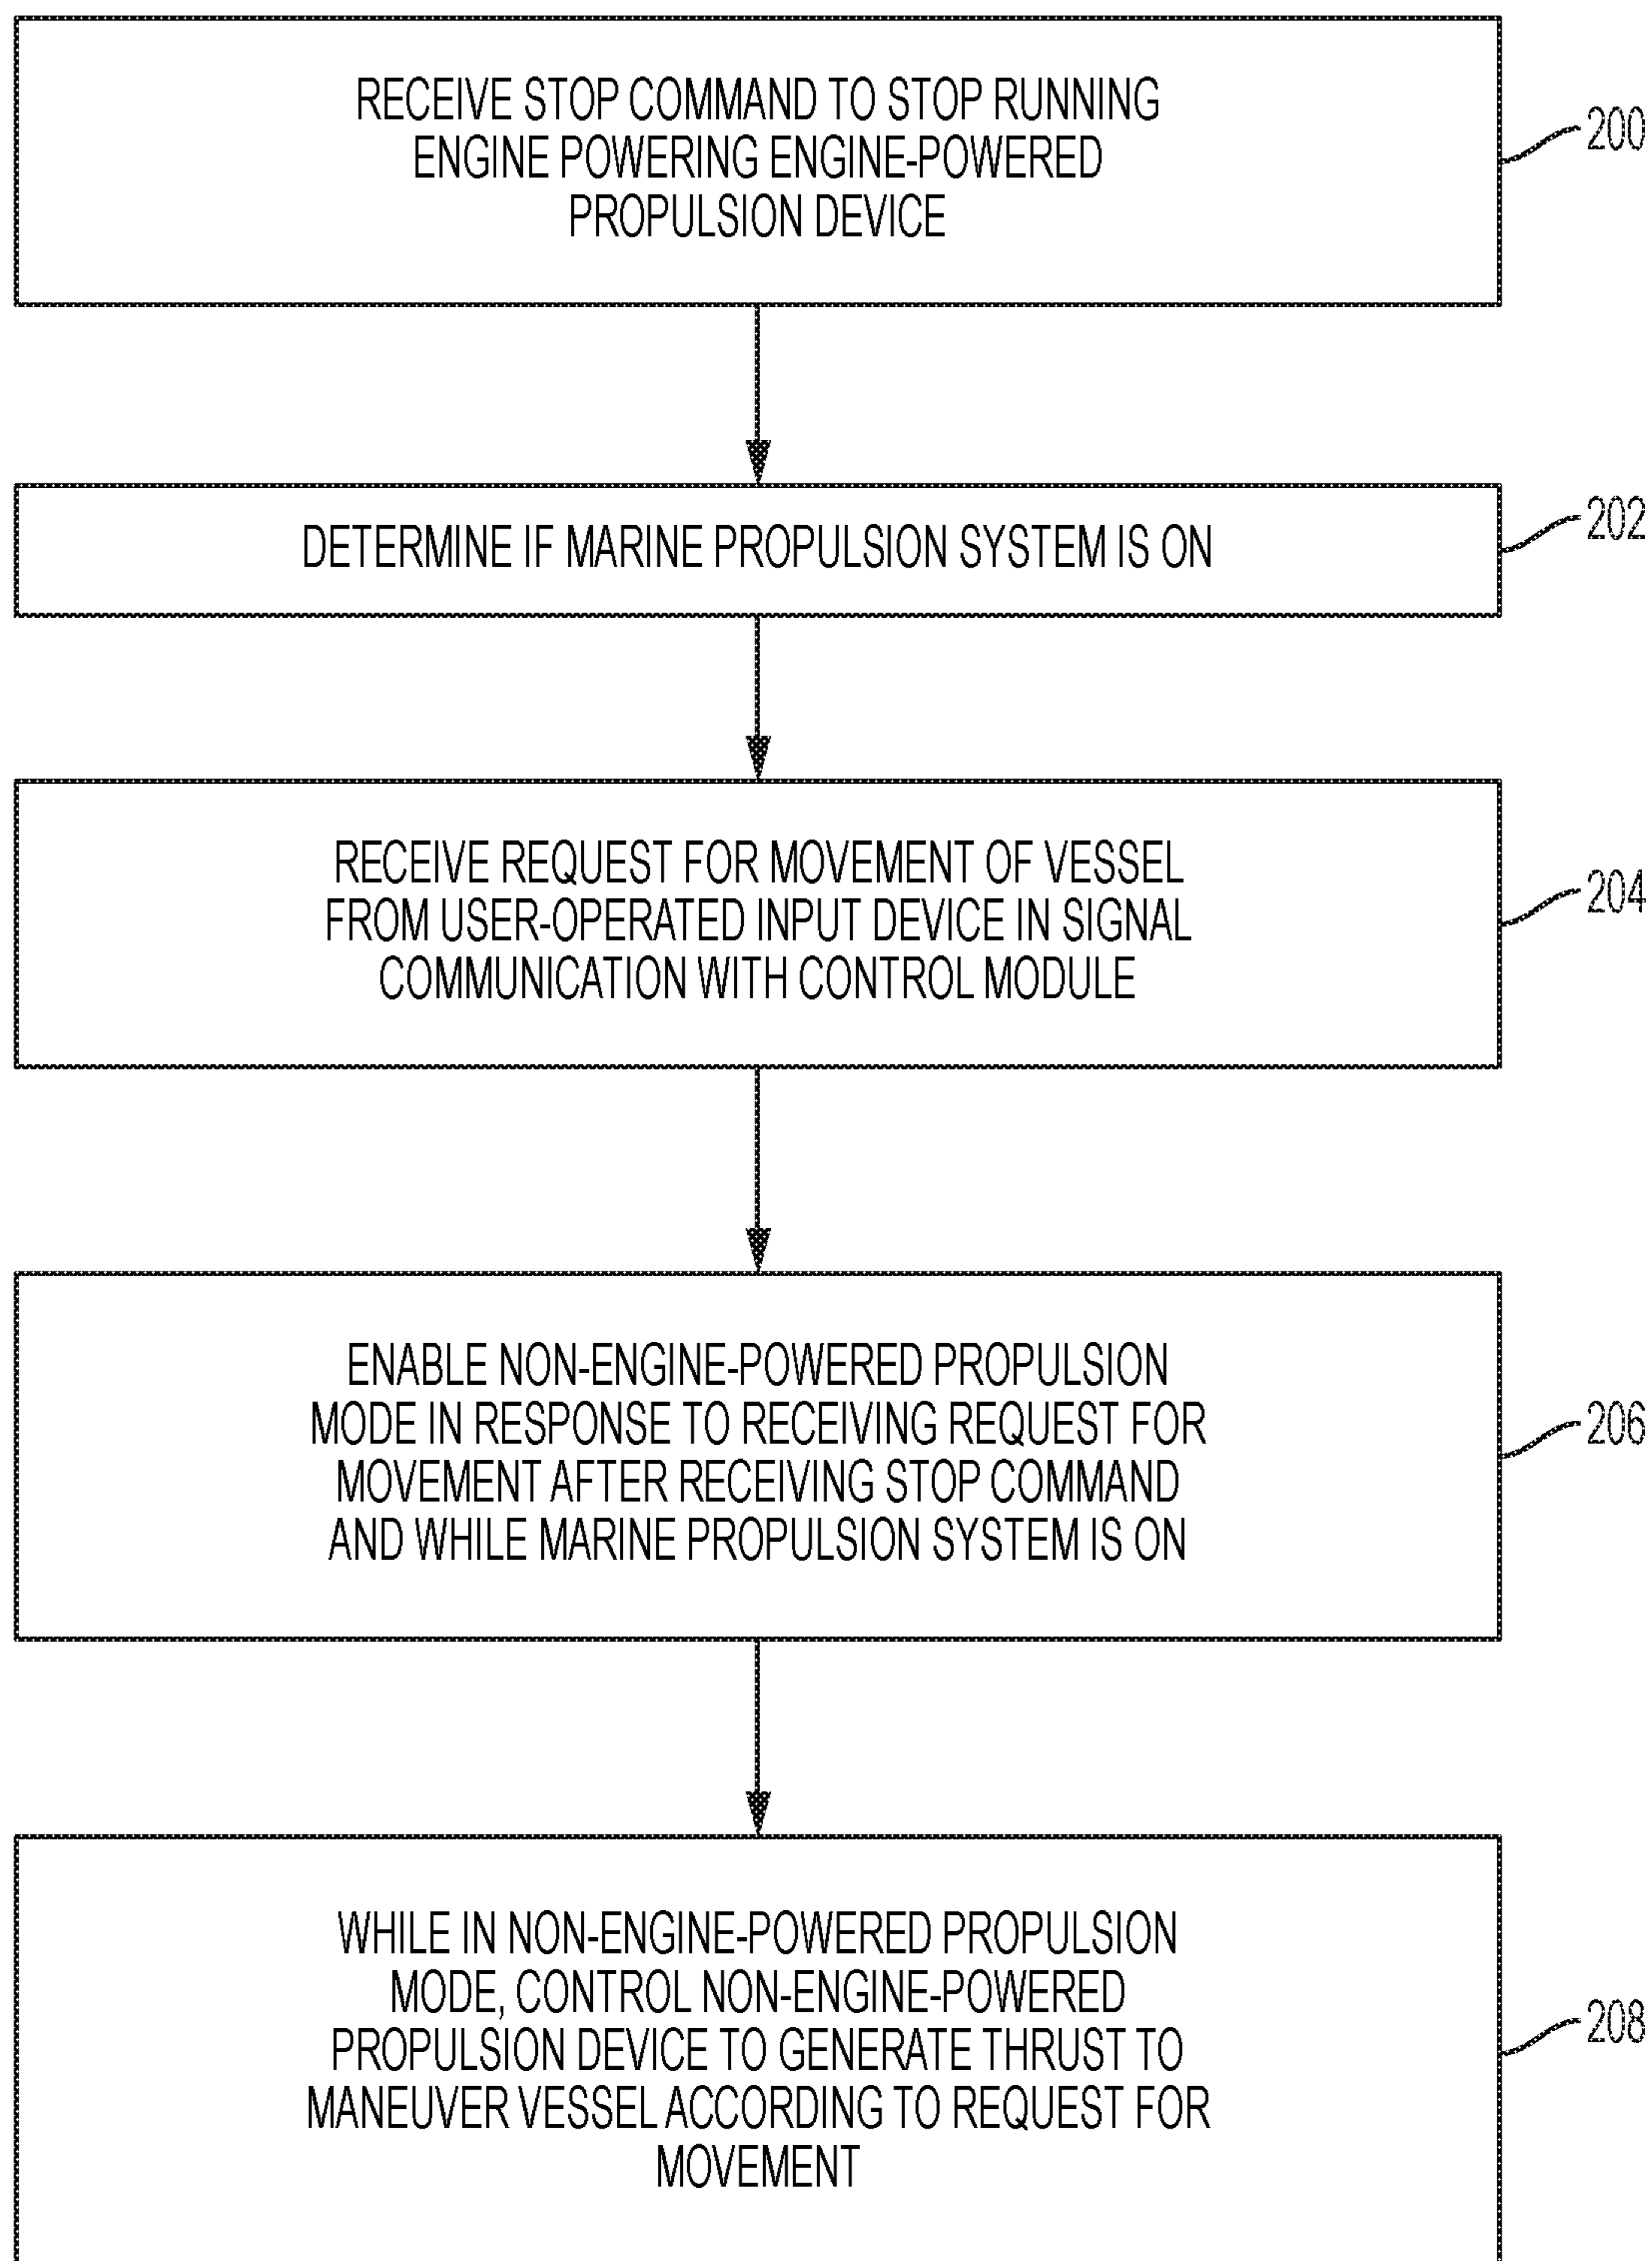 RECEIVE STOP COMMAND TO STOP RUNNING
ENGINE POWERING ENGINE-POWERED
PROPULSION DEVICE
200
DETERMINE IF MARINE PROPULSION SYSTEM IS ON
202
RECEIVE REQUEST FOR MOVEMENT OF VESSEL
FROM USER-OPERATED INPUT DEVICE IN SIGNAL
COMMUNICATION WITH CONTROL MODULE
204
ENABLE NON-ENGINE-POWERED PROPULSION
MODE IN RESPONSE TO RECEIVING REQUEST FOR
MOVEMENT AFTER RECEIVING STOP COMMAND
AND WHILE MARINE PROPULSION SYSTEM IS ON
206
WHILE IN NON-ENGINE-POWERED PROPULSION
MODE, CONTROL NON-ENGINE-POWERED
PROPULSION DEVICE TO GENERATE THRUST TO
MANEUVER VESSEL ACCORDING TO REQUEST FOR
MOVEMENT
208